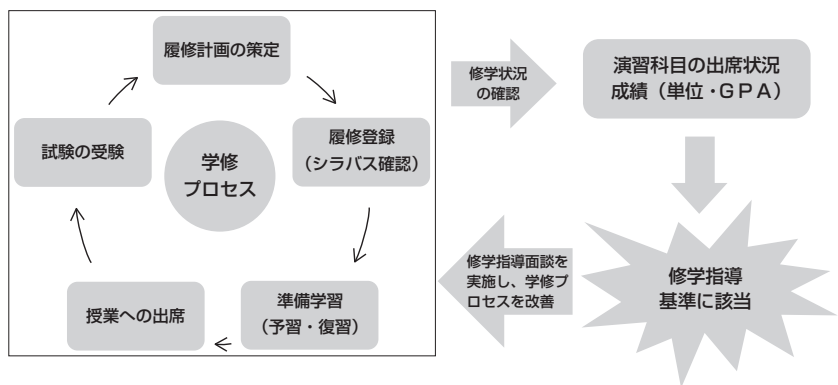 履修計画の策定
履修登録
(シラバス確認)
準備学習
(予習・復習)
授業への出席
試験の受験
学修
プロセス
修学状況
の確認
演習科目の出席状況
成績(単位・GPA)
修学指導
基準に該当
修学指導面談を
実施し、学修プ
ロセスを改善